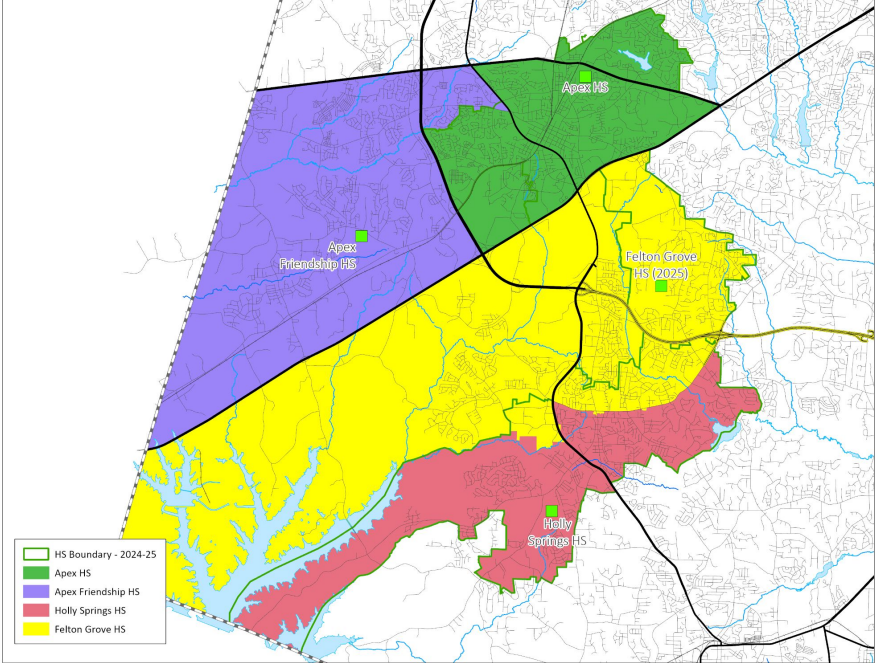 Apex HS
Apex
Friendship HS
Felton Grove
HS (2025)
Holly
Springs HS
HS Boundary - 2024-25
Apex HS
Apex Friendship HS
Holly Springs HS
Felton Grove HS